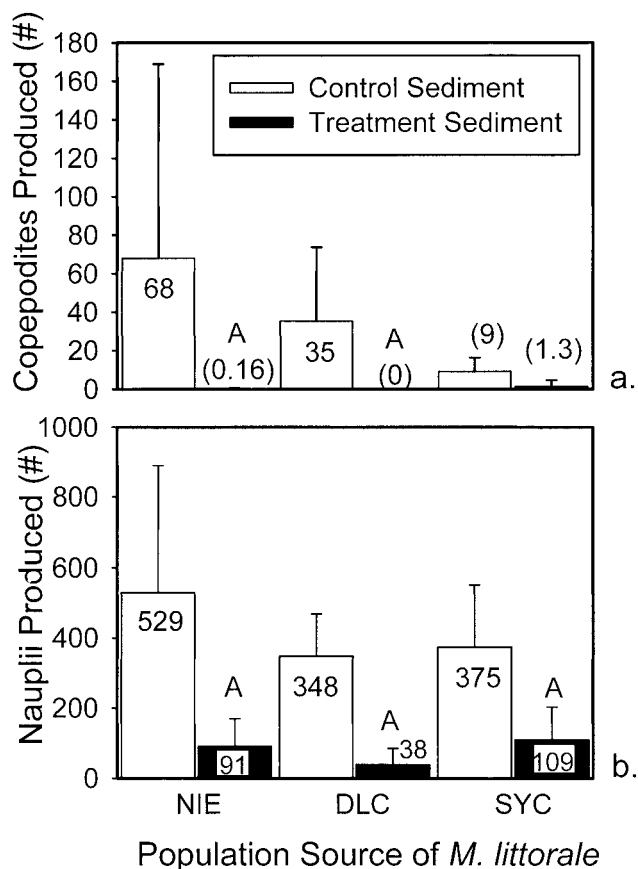 Copepodites Produced (#)
180
160
140
120
100
80
60
40
20
0
Control Sediment
Treatment Sediment
68
A
(0.16)
35
A
(0)
(9)
(1.3)
a.
Nauplii Produced (#)
1000
800
600
400
200
0
529
A
91
348
A
38
375
A
109
b.
NIE DLC SYC
Population Source of M. littorale